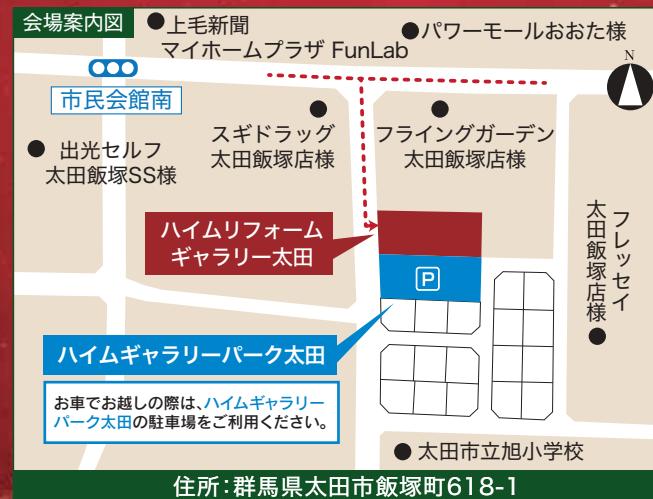 会場案内図
●上毛新聞
マイホームプラザ FunLab
●パワーモールおおた様
N
市民会館南
● 出光セルフ
太田飯塚SS様
●
スギドラッグ
太田飯塚店様
●
フライングガーデン
太田飯塚店様
フレッセイ
太田飯塚店様●
ハイムリフォーム
ギャラリー太田
P
ハイムギャラリーパーク太田
お車でお越しの際は、ハイムギャラリー
パーク太田の駐車場をご利用ください。
● 太田市立旭小学校
住所:群馬県太田市飯塚町618-1